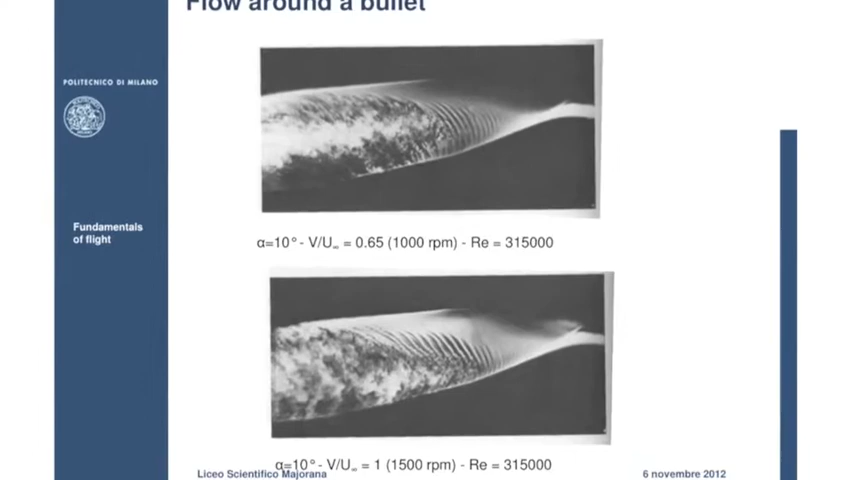 Flow around a bullet
POLITECNICO DI MILANO
Fundamentals
of flight
α=10° - V/U∞ = 0.65 (1000 rpm) - Re = 315000
α=10° - V/U∞ = 1 (1500 rpm) - Re = 315000
Liceo Scientifico Majorana
6 novembre 2012